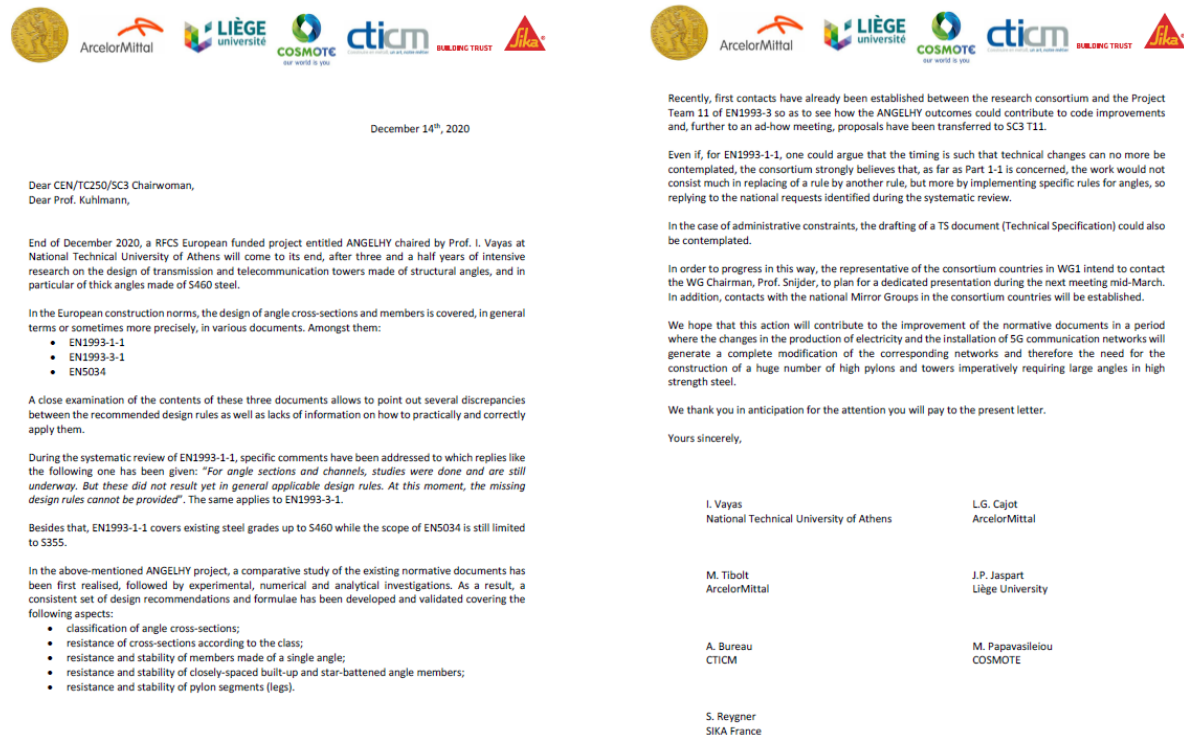 ArcelorMittal
LIÈGE
université
COSMOTE
our world is you
cticm
BUILDING TRUST
Sika
December 14th, 2020
Dear CEN/TC250/SC3 Chairwoman,
Dear Prof. Kuhlmann,
End of December 2020, a RFCS European funded project entitled ANGELHY chaired by Prof. I. Vayas at
National Technical University of Athens will come to its end, after three and a half years of intensive
research on the design of transmission and telecommunication towers made of structural angles, and in
particular of thick angles made of S460 steel.
In the European construction norms, the design of angle cross-sections and members is covered, in general
terms or sometimes more precisely, in various documents. Amongst them:
• EN1993-1-1
• EN1993-3-1
• EN5034
A close examination of the contents of these three documents allows to point out several discrepancies
between the recommended design rules as well as lacks of information on how to practically and correctly
apply them.
During the systematic review of EN1993-1-1, specific comments have been addressed to which replies like
the following one has been given: "For angle sections and channels, studies were done and are still
underway. But these did not result yet in general applicable design rules. At this moment, the missing
design rules cannot be provided". The same applies to EN1993-3-1.
Besides that, EN1993-1-1 covers existing steel grades up to S460 while the scope of EN5034 is still limited
to S355.
In the above-mentioned ANGELHY project, a comparative study of the existing normative documents has
been first realised, followed by experimental, numerical and analytical investigations. As a result, a
consistent set of design recommendations and formulae has been developed and validated covering the
following aspects:
• classification of angle cross-sections;
• resistance of cross-sections according to the class;
• resistance and stability of members made of a single angle;
• resistance and stability of closely-spaced built-up and star-battened angle members;
• resistance and stability of pylon segments (legs).
ArcelorMittal
LIÈGE
université
COSMOTE
our world is you
cticm
BUILDING TRUST
Sika
Recently, first contacts have already been established between the research consortium and the Project
Team 11 of EN1993-3 so as to see how the ANGELHY outcomes could contribute to code improvements
and, further to an ad-how meeting, proposals have been transferred to SC3 T11.
Even if, for EN1993-1-1, one could argue that the timing is such that technical changes can no more be
contemplated, the consortium strongly believes that, as far as Part 1-1 is concerned, the work would not
consist much in replacing of a rule by another rule, but more by implementing specific rules for angles, so
replying to the national requests identified during the systematic review.
In the case of administrative constraints, the drafting of a TS document (Technical Specification) could also
be contemplated.
In order to progress in this way, the representative of the consortium countries in WG1 intend to contact
the WG Chairman, Prof. Snijder, to plan for a dedicated presentation during the next meeting mid-March.
In addition, contacts with the national Mirror Groups in the consortium countries will be established.
We hope that this action will contribute to the improvement of the normative documents in a period
where the changes in the production of electricity and the installation of 5G communication networks will
generate a complete modification of the corresponding networks and therefore the need for the
construction of a huge number of high pylons and towers imperatively requiring large angles in high
strength steel.
We thank you in anticipation for the attention you will pay to the present letter.
Yours sincerely,
I. Vayas
National Technical University of Athens
L.G. Cajot
ArcelorMittal
M. Tibolt
ArcelorMittal
J.P. Jaspart
Liège University
A. Bureau
CTICM
M. Papavasileiou
COSMOTE
S. Reygner
SIKA France